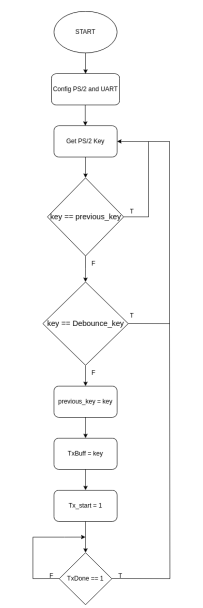 START
Config PS/2 and UART
Get PS/2 Key
key == previous_key
T
F
key == Debounce_key
T
F
previous_key = key
TxBuff = key
Tx_start = 1
F
TxDone == 1
T